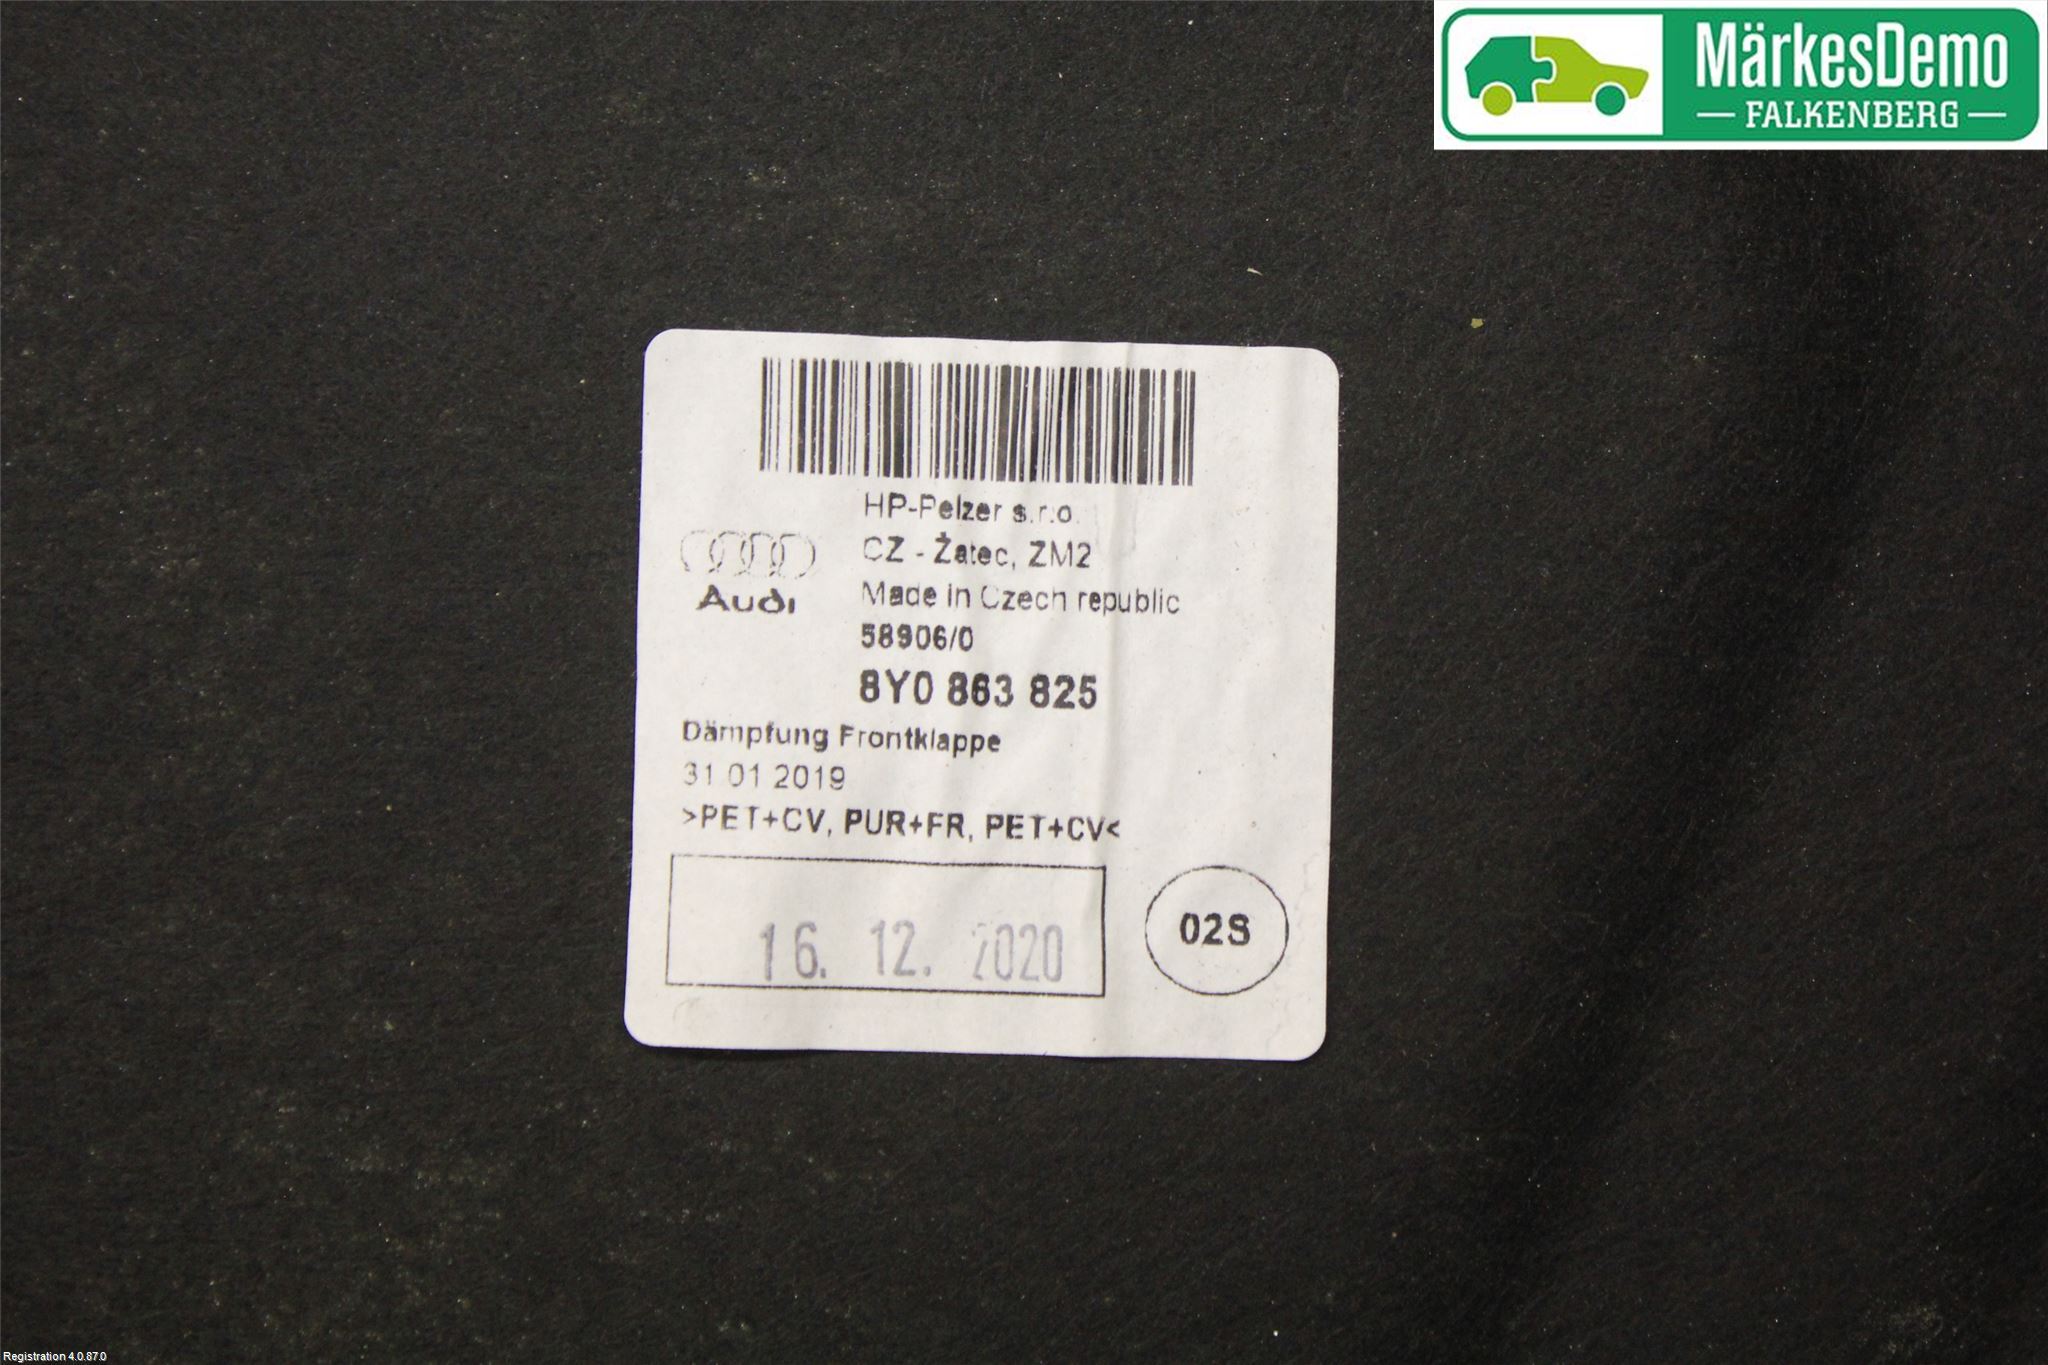 MärkesDemo
FALKENBERG
HP-Pelzer s.r.o.
CZ - Žatec, ZM2
Made in Czech republic
58906/0
8Y0 863 825
Audi
Dämpfung Frontklappe
31.01.2019
>PET+CV, PUR+FR, PET+CV<
16. 12. 2020
02S
Registration 4.0.87.0